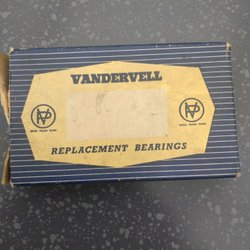 VANDERVELL
REPLACEMENT BEARINGS